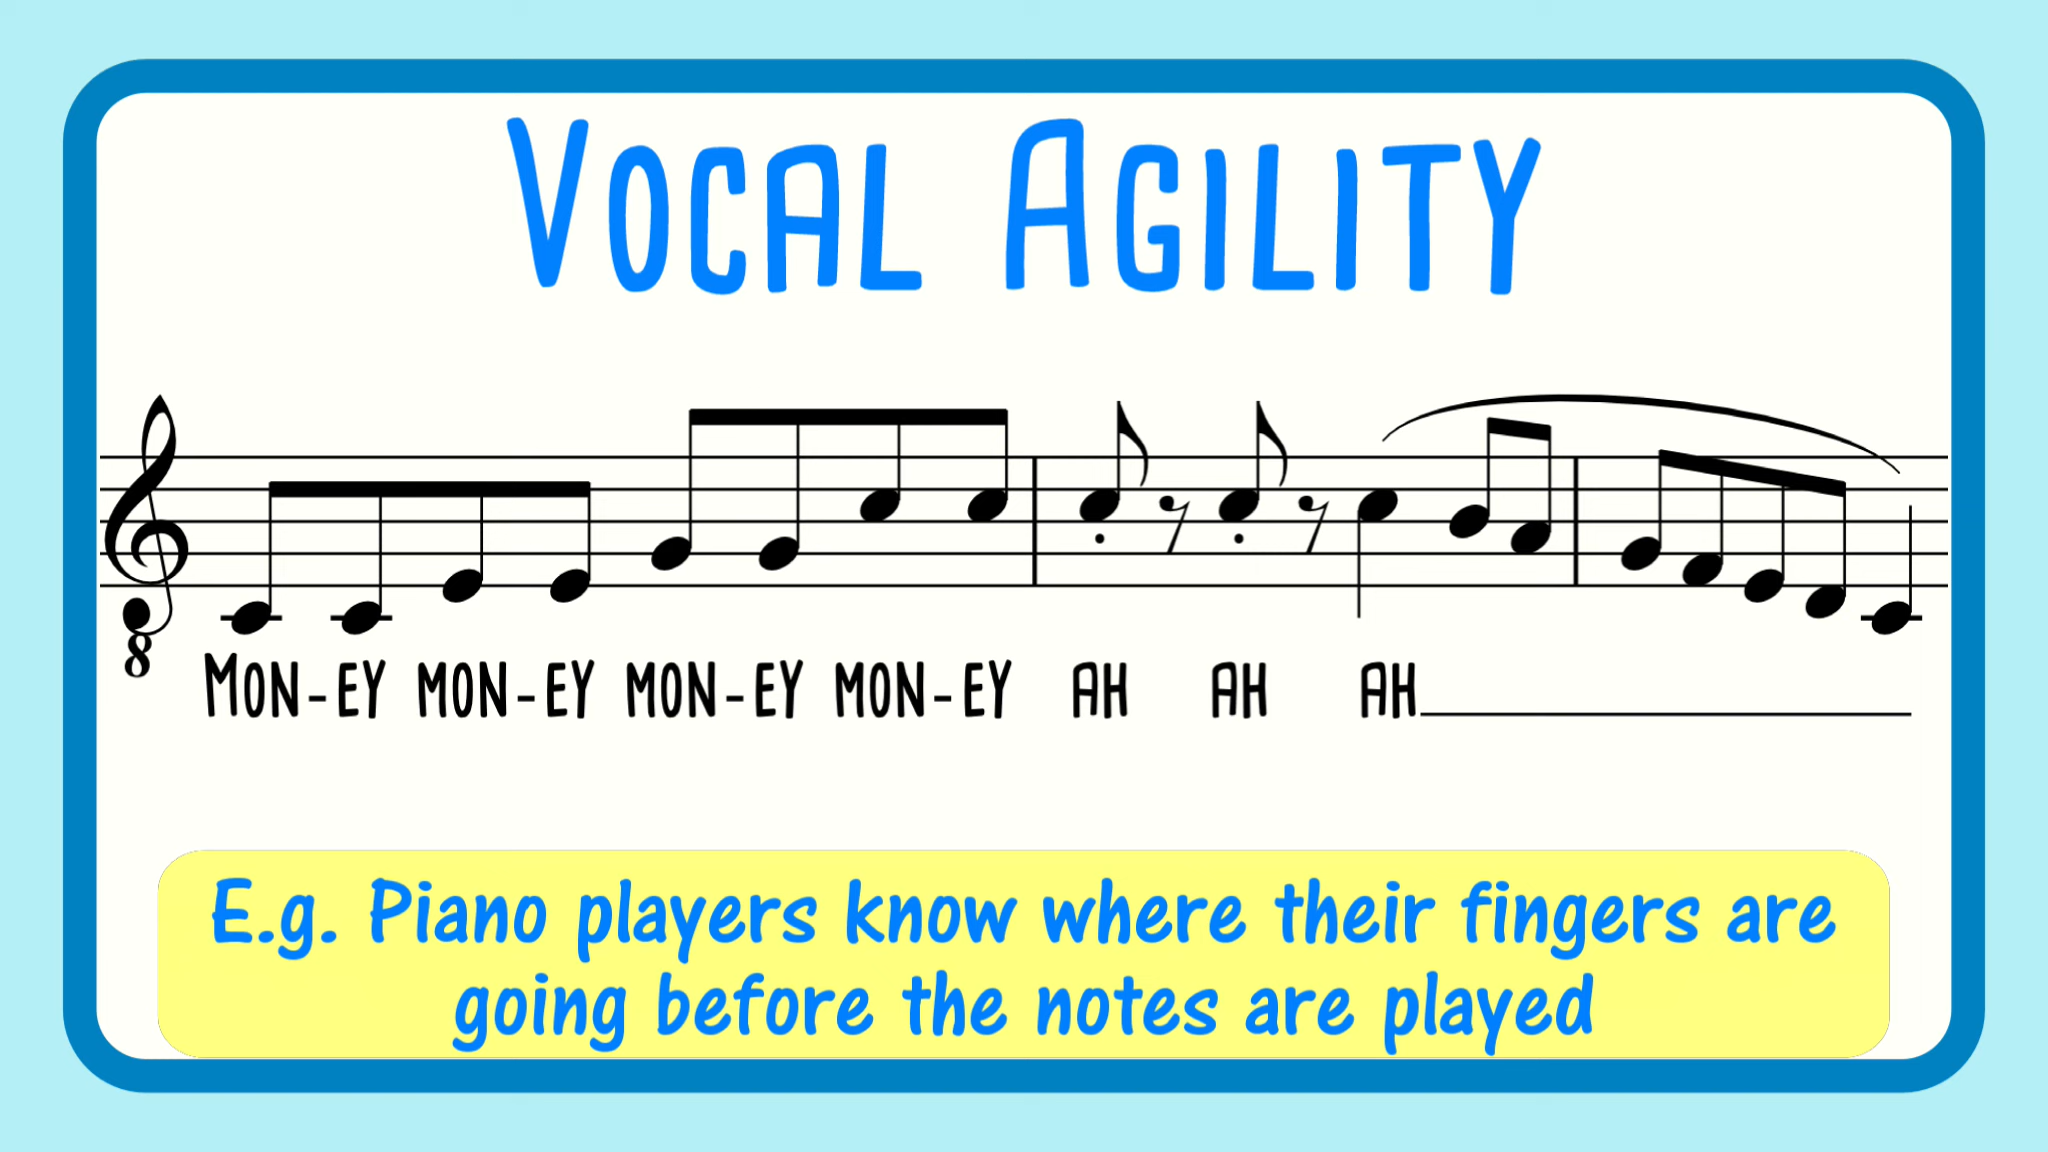 VOCAL AGILITY
8
MON-EY MON-EY MON-EY MON-EY AH AH AH
E.g. Piano players know where their fingers are
going before the notes are played